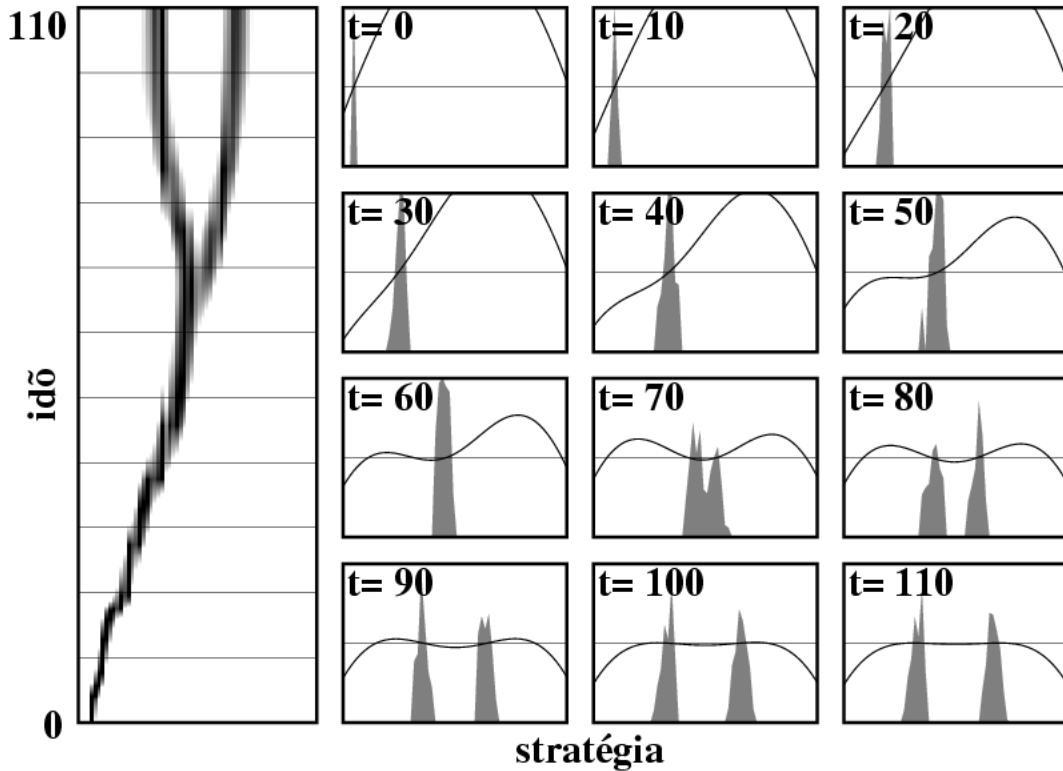 110
idõ
0
t= 0
t= 10
t= 20
t= 30
t= 40
t= 50
t= 60
t= 70
t= 80
t= 90
t= 100
t= 110
stratégia